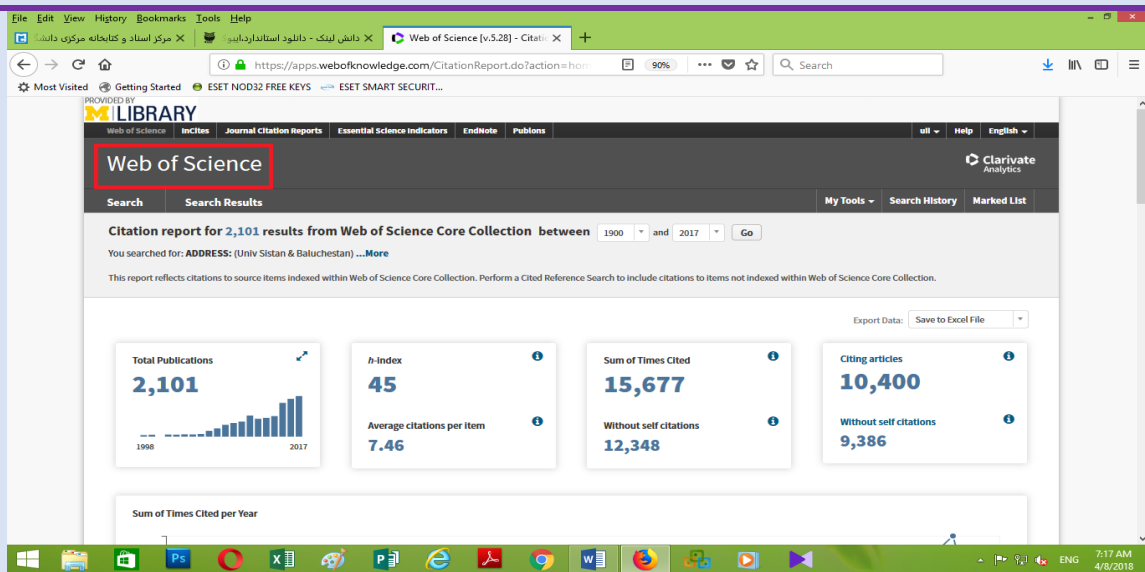 File Edit View History Bookmarks Tools Help
مرکز اسناد و کتابخانه مرکزی دانشگ
دانش لینک - دانلود استاندارد،ایبوک
Web of Science [v.5.28] - Citatio
https://apps.webofknowledge.com/CitationReport.do?action=hom
90%
Search
Most Visited Getting Started ESET NOD32 FREE KEYS ESET SMART SECURIT...
PROVIDED BY
M LIBRARY
Web of Science InCites Journal Citation Reports Essential Science Indicators EndNote Publons
uil Help English
Web of Science
Clarivate
Analytics
Search Search Results My Tools Search History Marked List
Citation report for 2,101 results from Web of Science Core Collection between 1900 and 2017 Go
You searched for: ADDRESS: (Univ Sistan & Baluchestan) ...More
This report reflects citations to source items indexed within Web of Science Core Collection. Perform a Cited Reference Search to include citations to items not indexed within Web of Science Core Collection.
Export Data: Save to Excel File
Total Publications
2,101
1998 2017
h-index
45
Average citations per item
7.46
Sum of Times Cited
15,677
Without self citations
12,348
Citing articles
10,400
Without self citations
9,386
Sum of Times Cited per Year
ENG
7:17 AM
4/8/2018